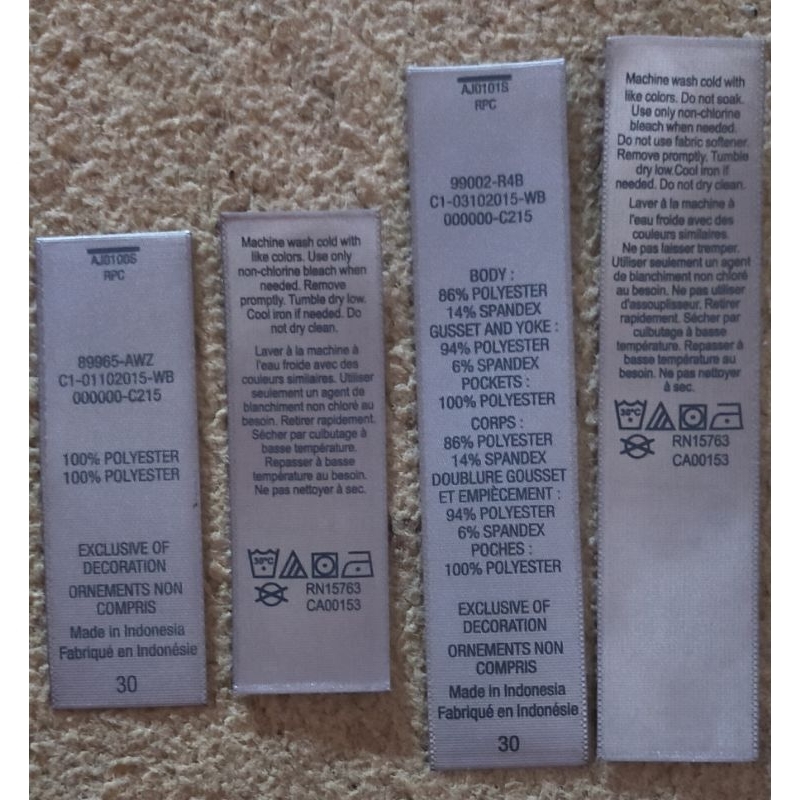 AJ0100S
RPC
89965-AWZ
C1-01102015-WB
000000-C215
100% POLYESTER
100% POLYESTER
EXCLUSIVE OF
DECORATION
ORNEMENTS NON
COMPRIS
Made in Indonesia
Fabriqué en Indonésie
30
Machine wash cold with
like colors. Use only
non-chlorine bleach when
needed. Remove
promptly. Tumble dry low.
Cool iron if needed. Do
not dry clean.
Laver à la machine à
l'eau froide avec des
couleurs similaires. Utiliser
seulement un agent de
blanchiment non chloré au
besoin. Retirer rapidement.
Sécher par culbutage à
basse température.
Repasser à basse
température au besoin.
Ne pas nettoyer à sec.
30°C
RN15763
CA00153
AJ0101S
RPC
99002-R4B
C1-03102015-WB
000000-C215
BODY :
86% POLYESTER
14% SPANDEX
GUSSET AND YOKE :
94% POLYESTER
6% SPANDEX
POCKETS :
100% POLYESTER
CORPS :
86% POLYESTER
14% SPANDEX
DOUBLURE GOUSSET
ET EMPIÈCEMENT :
94% POLYESTER
6% SPANDEX
POCHES :
100% POLYESTER
EXCLUSIVE OF
DECORATION
ORNEMENTS NON
COMPRIS
Made in Indonesia
Fabriqué en Indonésie
30
Machine wash cold with
like colors. Do not soak.
Use only non-chlorine
bleach when needed.
Do not use fabric softener.
Remove promptly. Tumble
dry low.Cool iron if
needed. Do not dry clean.
Laver à la machine à
l'eau froide avec des
couleurs similaires.
Ne pas laisser tremper.
Utiliser seulement un agent
de blanchiment non chloré
au besoin. Ne pas utiliser
d'assouplisseur. Retirer
rapidement. Sécher par
culbutage à basse
température. Repasser à
basse température au
besoin. Ne pas nettoyer
à sec.
30°C
RN15763
CA00153